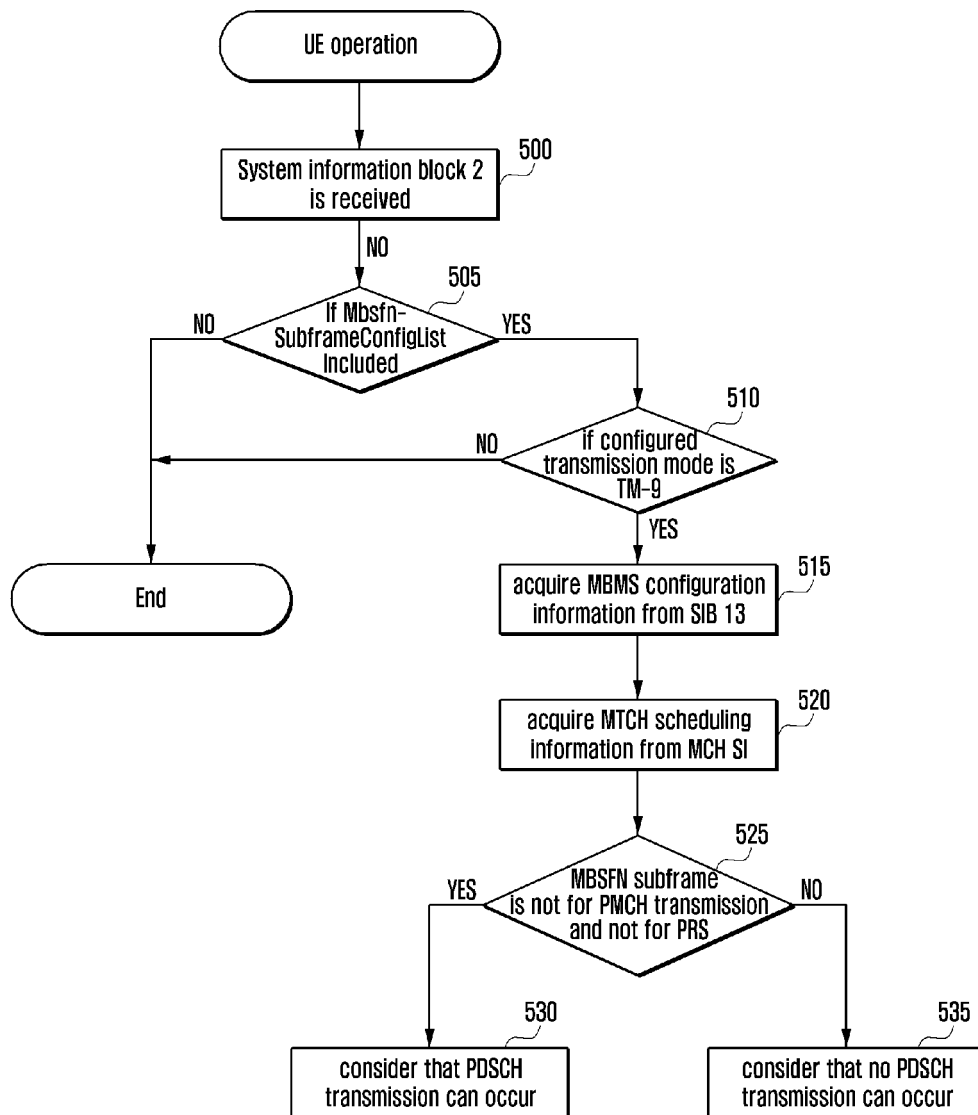 UE operation
500
System information block 2
is received
NO
505
If Mbsfn-
SubframeConfigList
Included
NO
YES
510
if configured
transmission mode is
TM-9
NO
YES
End
515
acquire MBMS configuration
information from SIB 13
520
acquire MTCH scheduling
information from MCH SI
525
MBSFN subframe
is not for PMCH transmission
and not for PRS
YES
NO
530
consider that PDSCH
transmission can occur
535
consider that no PDSCH
transmission can occur